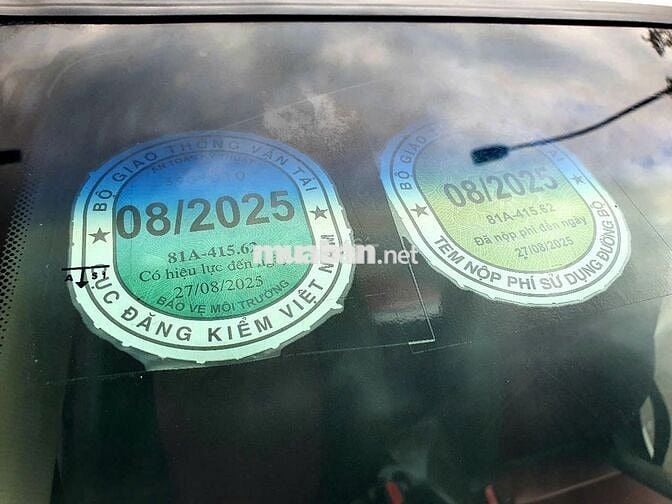 BỘ GIAO THÔNG VẬN TẢI
08/2025
81A-415.62
Có hiệu lực đến
27/08/2025
BẢO VỆ MÔI TRƯỜNG
CỤC ĐĂNG KIỂM VIỆT NAM
BỘ GIAO THÔNG VẬN TẢI
08/2025
81A-415.62
Đã nộp phí đến ngày
27/08/2025
TEM NỘP PHÍ SỬ DỤNG ĐƯỜNG BỘ
muaban.net
AS1